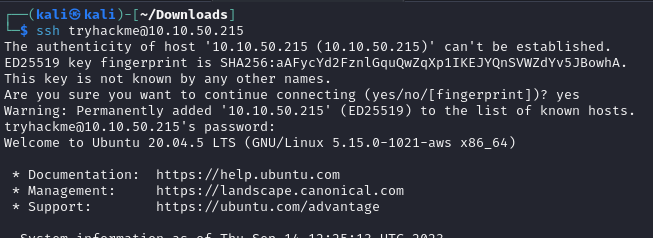 ┌──(kali㉿kali)-[~/Downloads]
└─$ ssh tryhackme@10.10.50.215
The authenticity of host '10.10.50.215 (10.10.50.215)' can't be established.
ED25519 key fingerprint is SHA256:aAFycYd2FznlGquQwZqXp1IKEJYQnSVWZdYv5JBowhA.
This key is not known by any other names.
Are you sure you want to continue connecting (yes/no/[fingerprint])? yes
Warning: Permanently added '10.10.50.215' (ED25519) to the list of known hosts.
tryhackme@10.10.50.215's password:
Welcome to Ubuntu 20.04.5 LTS (GNU/Linux 5.15.0-1021-aws x86_64)
* Documentation: https://help.ubuntu.com
* Management: https://landscape.canonical.com
* Support: https://ubuntu.com/advantage
System information as of Thu Sep 14 12:25:13 UTC 2023